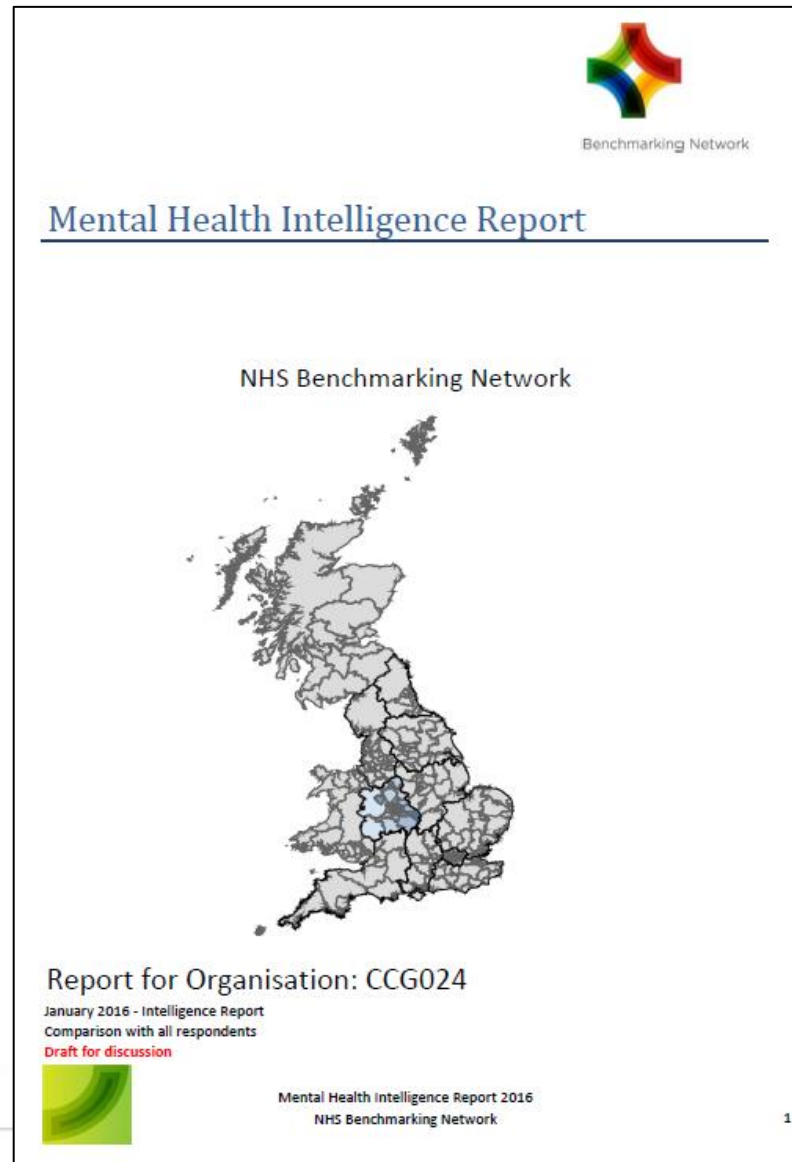 Benchmarking Network
Mental Health Intelligence Report
NHS Benchmarking Network
Report for Organisation: CCG024
January 2016 - Intelligence Report
Comparison with all respondents
Draft for discussion
Mental Health Intelligence Report 2016
NHS Benchmarking Network
1